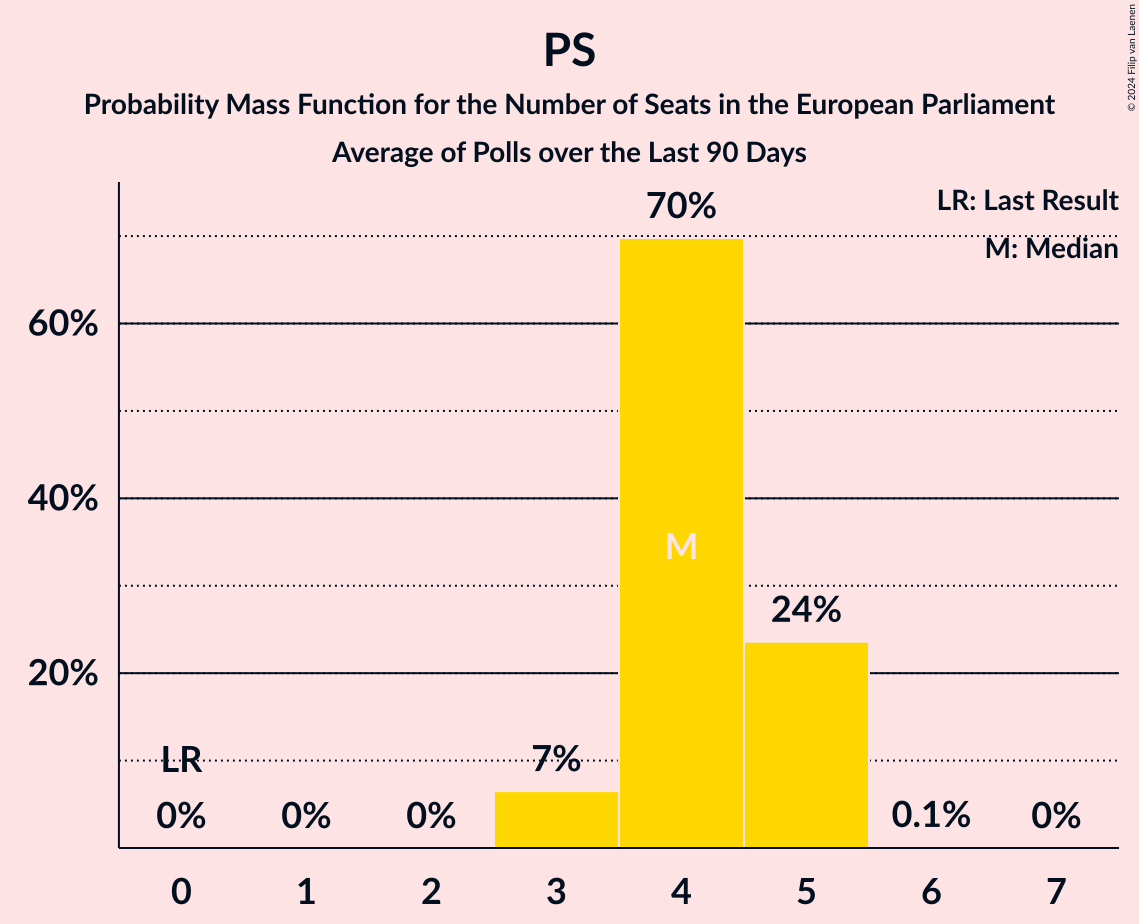 PS
Probability Mass Function for the Number of Seats in the European Parliament
Average of Polls over the Last 90 Days
© 2024 Filip van Laenen
LR: Last Result
M: Median
70%
60%
40%
M
24%
20%
LR
7%
0%
0%
0%
0.1%
0%
0
1
2
3
4
5
6
7